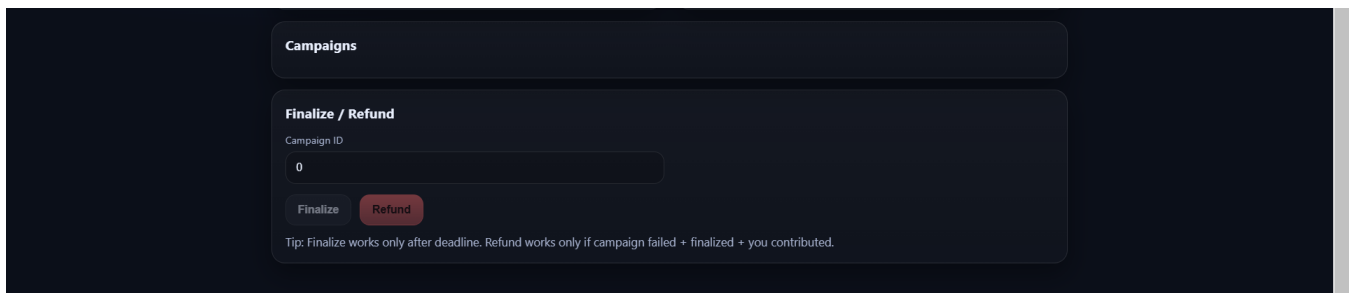 Campaigns
Finalize / Refund
Campaign ID
0
Finalize Refund
Tip: Finalize works only after deadline. Refund works only if campaign failed + finalized + you contributed.